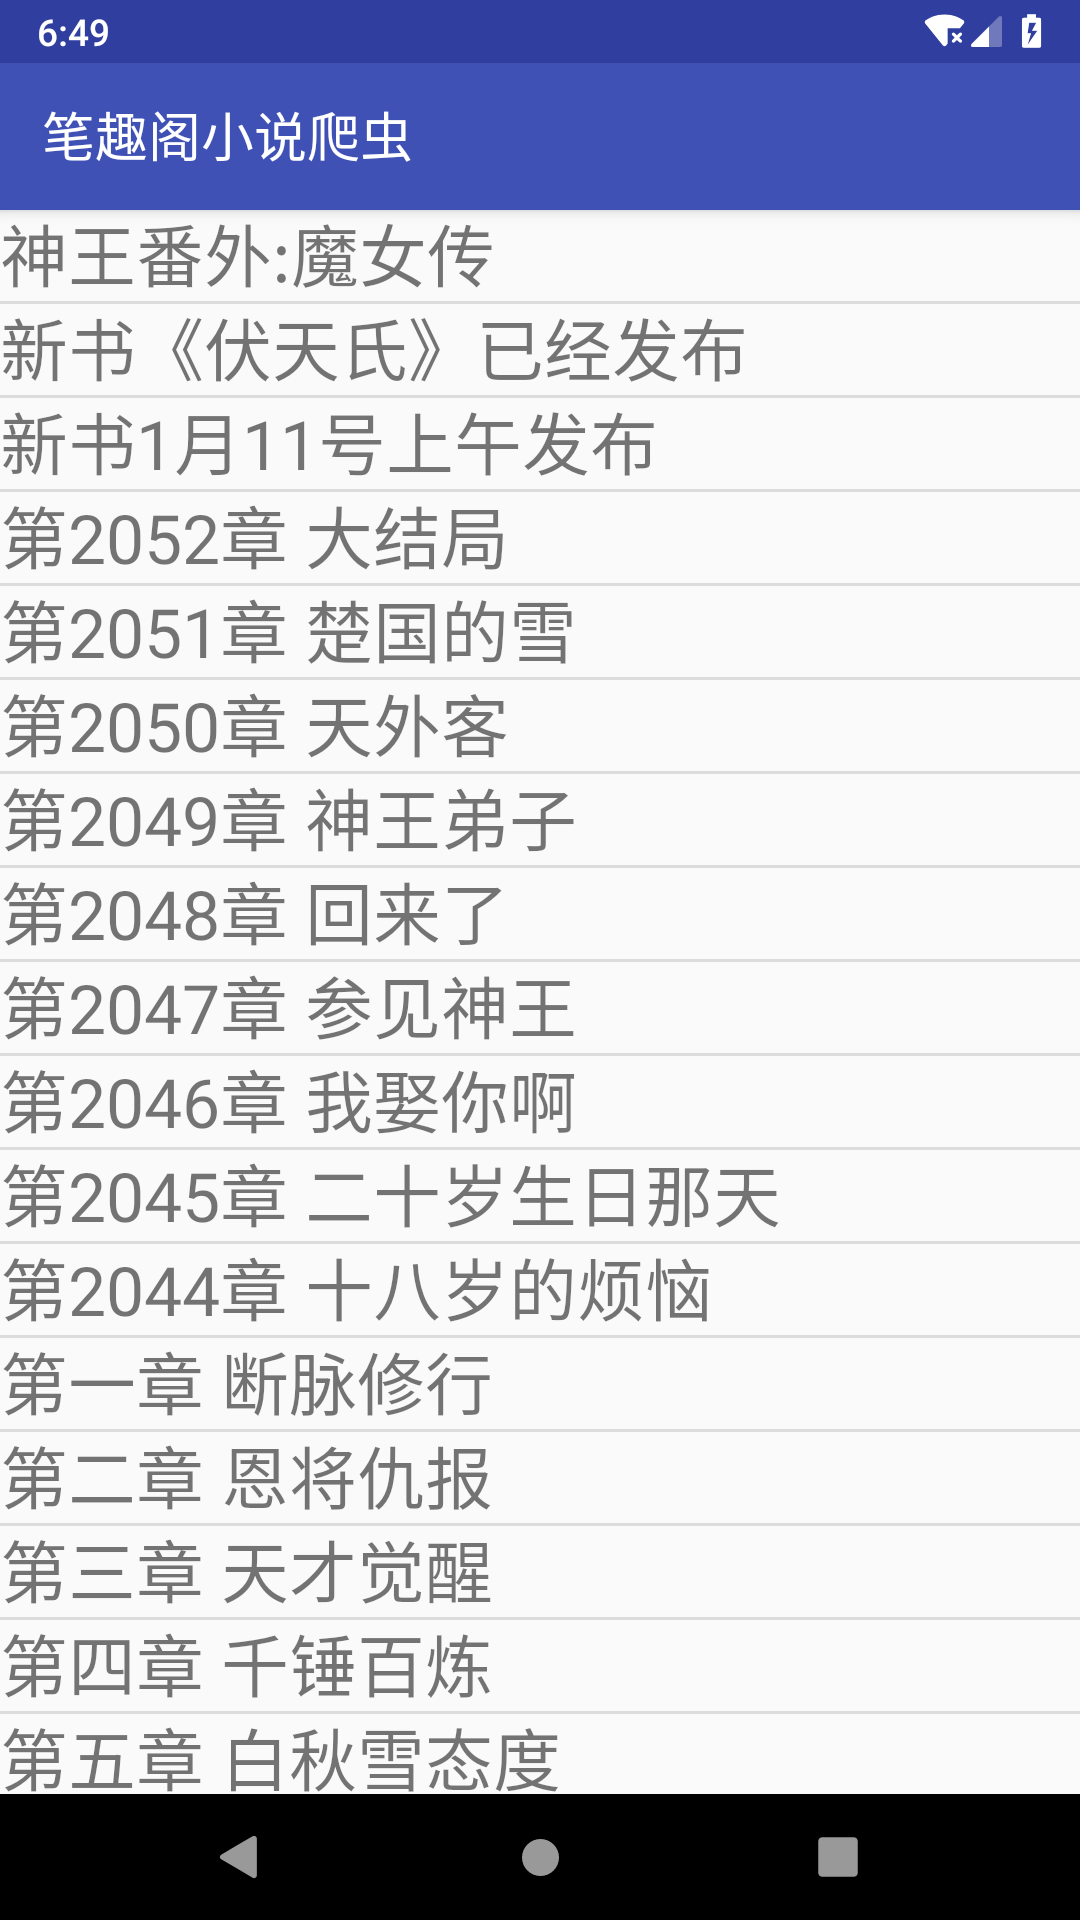 6:49
笔趣阁小说爬虫
神王番外:魔女传
新书《伏天氏》已经发布
新书1月11号上午发布
第2052章 大结局
第2051章 楚国的雪
第2050章 天外客
第2049章 神王弟子
第2048章 回来了
第2047章 参见神王
第2046章 我娶你啊
第2045章 二十岁生日那天
第2044章 十八岁的烦恼
第一章 断脉修行
第二章 恩将仇报
第三章 天才觉醒
第四章 千锤百炼
第五章 白秋雪态度